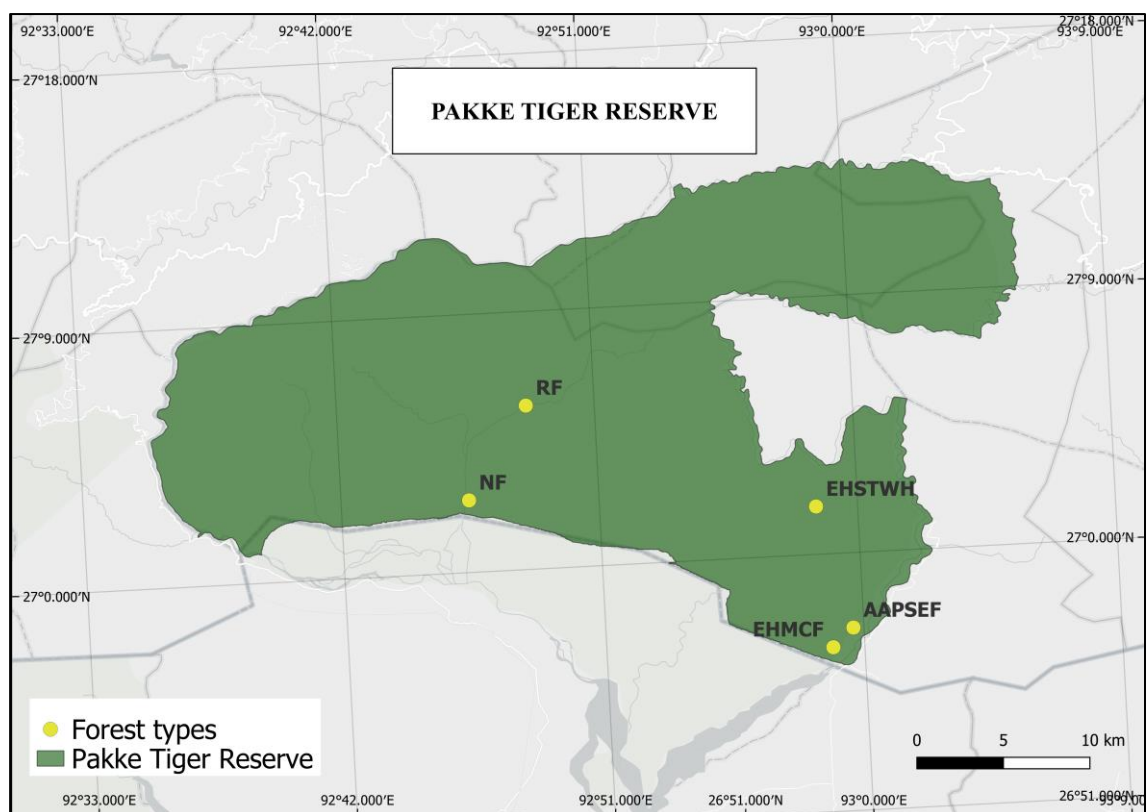 92°33.000′E 92°42.000′E 92°51.000′E 93°0.000′E 27°18.000′N
93°9.000′E
27°18.000′N
PAKKE TIGER RESERVE
27°9.000′N
27°9.000′N
RF
NF
EHSTWH
27°0.000′N
27°0.000′N
AAPSEF
EHMCF
Forest types
Pakke Tiger Reserve
0 5 10 km
92°33.000′E 92°42.000′E 92°51.000′E 26°51.000′N 93°0.000′E 26°51.000′N